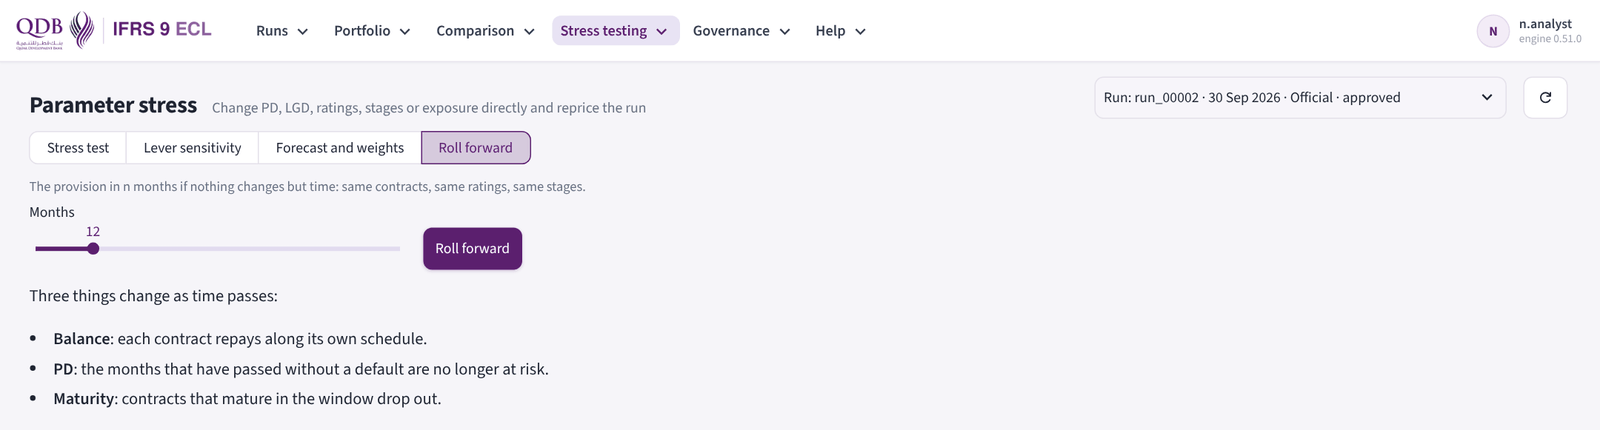 QDB
IFRS 9 ECL
Runs
Portfolio
Comparison
Stress testing
Governance
Help
N
n.analyst
engine 0.51.0
Parameter stress
Change PD, LGD, ratings, stages or exposure directly and reprice the run
Run: run_00002 · 30 Sep 2026 · Official · approved
Stress test
Lever sensitivity
Forecast and weights
Roll forward
The provision in n months if nothing changes but time: same contracts, same ratings, same stages.
Months
12
Roll forward
Three things change as time passes:
• Balance: each contract repays along its own schedule.
• PD: the months that have passed without a default are no longer at risk.
• Maturity: contracts that mature in the window drop out.